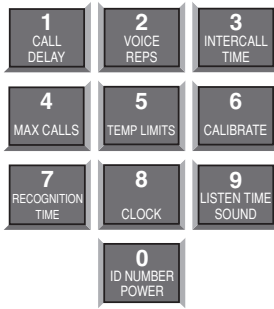 1
CALL
DELAY
2
VOICE
REPS
3
INTERCALL
TIME
4
MAX CALLS
5
TEMP LIMITS
6
CALIBRATE
7
RECOGNITION
TIME
8
CLOCK
9
LISTEN TIME
SOUND
0
ID NUMBER
POWER